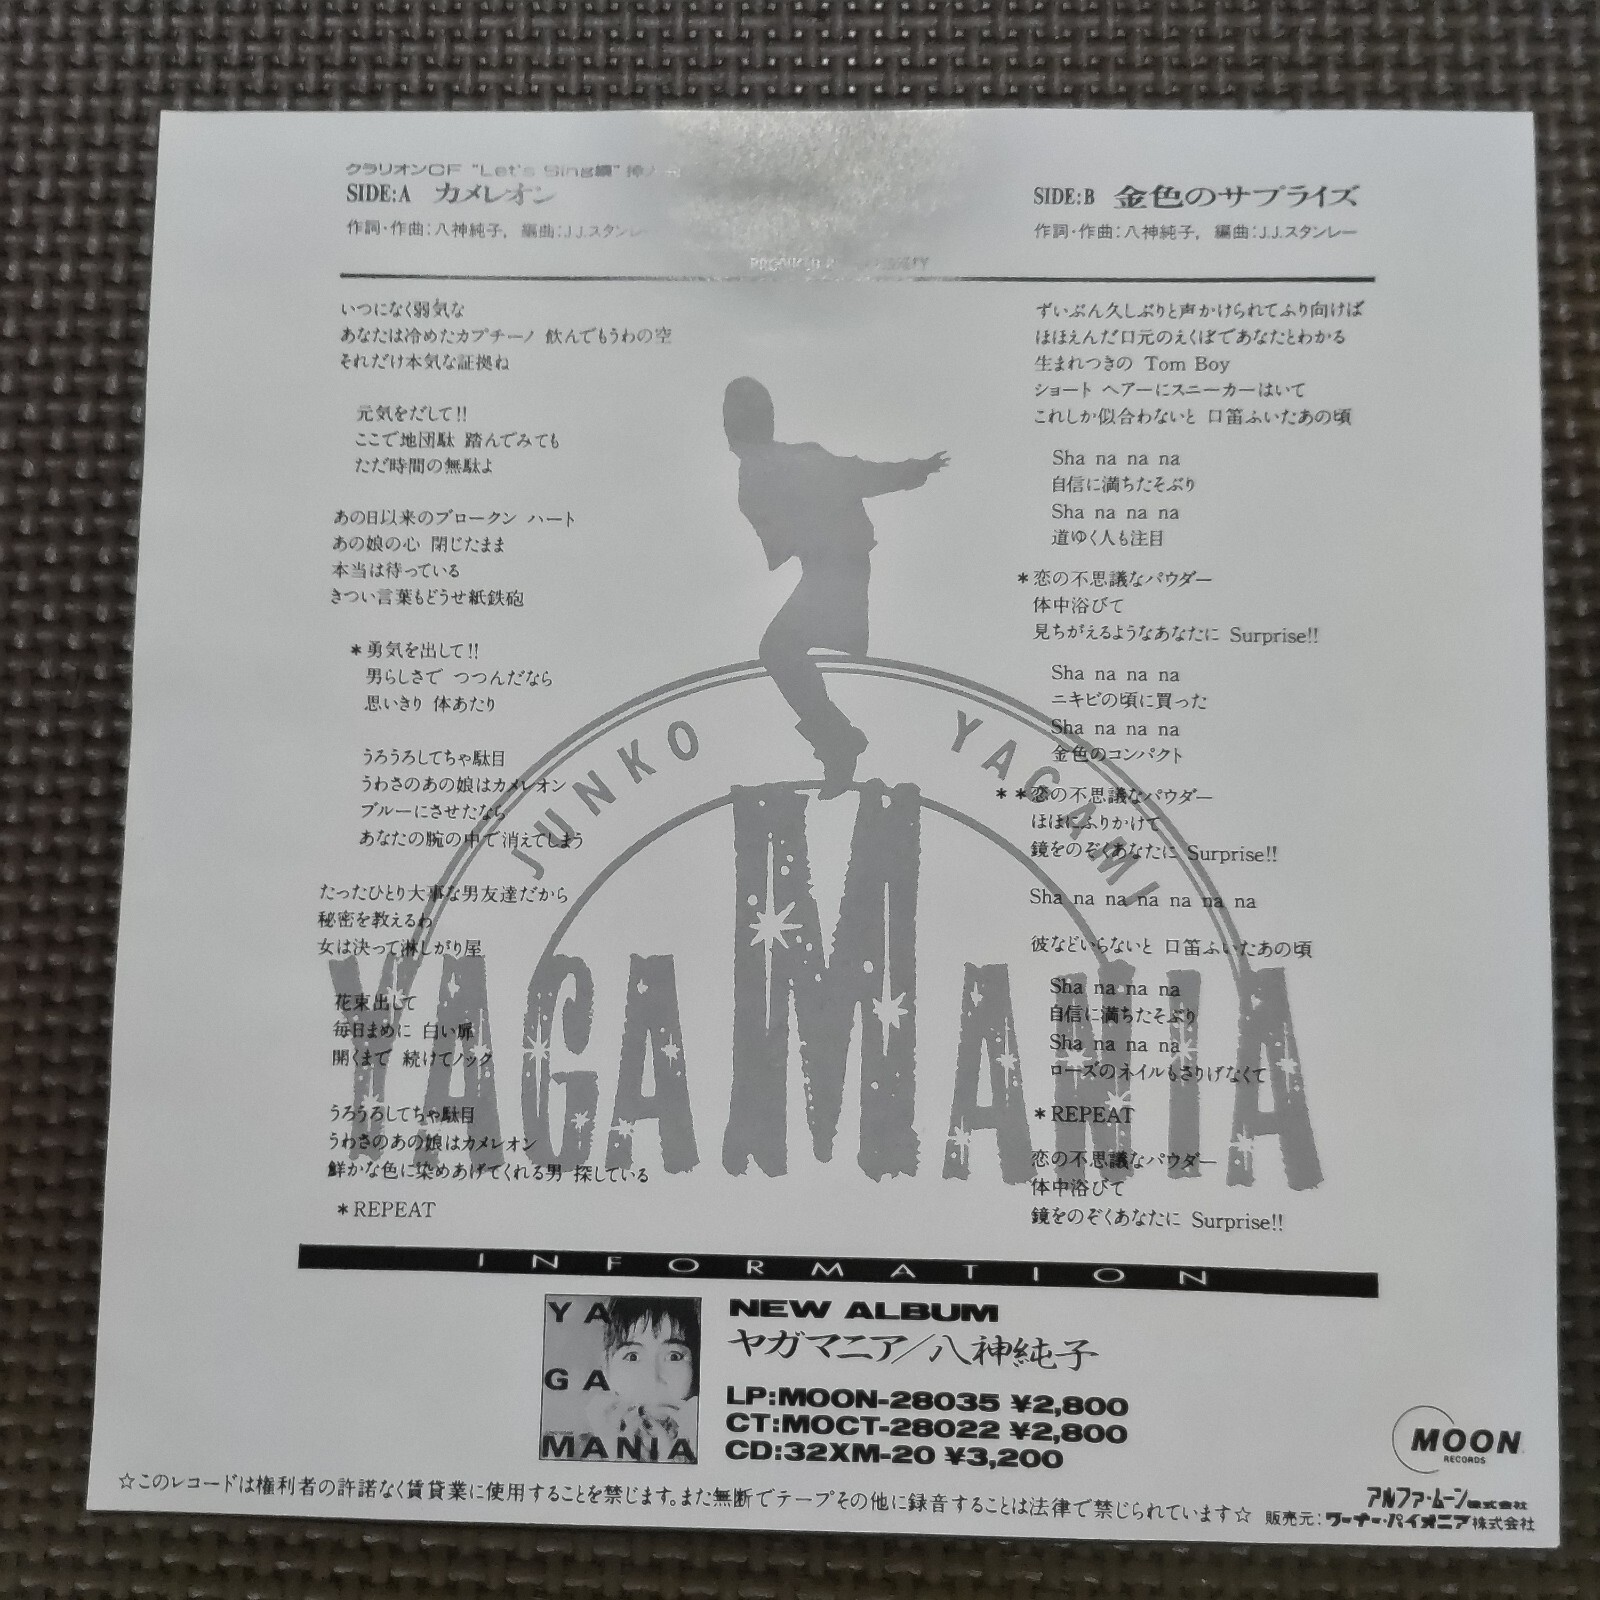 クラリオンCF "Let's Sing編"
SIDE:A カメレオン
作詞・作曲:八神純子, 編曲:J.J.スタンレー
SIDE:B 金色のサプライズ
作詞・作曲:八神純子, 編曲:J.J.スタンレー
いつになく弱気な
あなたは冷めたカプチーノ 飲んでもうわの空
それだけ本気な証拠ね
元気をだして!!
ここで地団駄 踏んでみても
ただ時間の無駄よ
あの日以来のブロークン ハート
あの娘の心 閉じたまま
本当は待っている
きつい言葉もどうせ紙鉄砲
*勇気を出して!!
男らしさで つつんだなら
思いきり 体あたり
うろうろしてちゃ駄目
うわさのあの娘はカメレオン
ブルーにさせたなら
あなたの腕の中で消えてしまう
たったひとり大事な男友達だから
秘密を教えるわ
女は決って淋しがり屋
花束出して
毎日まめに 白い扉
開くまで 続けてノック
うろうろしてちゃ駄目
うわさのあの娘はカメレオン
鮮かな色に染めあげてくれる男 探している
*REPEAT
ずいぶん久しぶりと声かけられてふり向けば
ほほえんだ口元のえくぼであなたとわかる
生まれつきの Tom Boy
ショート ヘアーにスニーカーはいて
これしか似合わないと 口笛ふいたあの頃
Sha na na na
自信に満ちたそぶり
Sha na na na
道ゆく人も注目
*恋の不思議なパウダー
体中浴びて
見ちがえるようなあなたに Surprise!!
Sha na na na
ニキビの頃に買った
Sha na na na
金色のコンパクト
**恋の不思議なパウダー
ほほにふりかけて
鏡をのぞくあなたに Surprise!!
Sha na na na na na na
彼などいらないと 口笛ふいたあの頃
Sha na na na
自信に満ちたそぶり
Sha na na na
ローズのネイルもさりげなくて
*REPEAT
恋の不思議なパウダー
体中浴びて
鏡をのぞくあなたに Surprise!!
JUNKO YAGAMI
YAGAMANIA
INFORMATION
YA
GA
MANIA
NEW ALBUM
ヤガマニア/八神純子
LP:MOON-28035 ¥2,800
CT:MOCT-28022 ¥2,800
CD:32XM-20 ¥3,200
MOON
RECORDS
☆このレコードは権利者の許諾なく賃貸業に使用することを禁じます。また無断でテープその他に録音することは法律で禁じられています☆
アルファ・ムーン株式会社
販売元:ワーナー・パイオニア株式会社